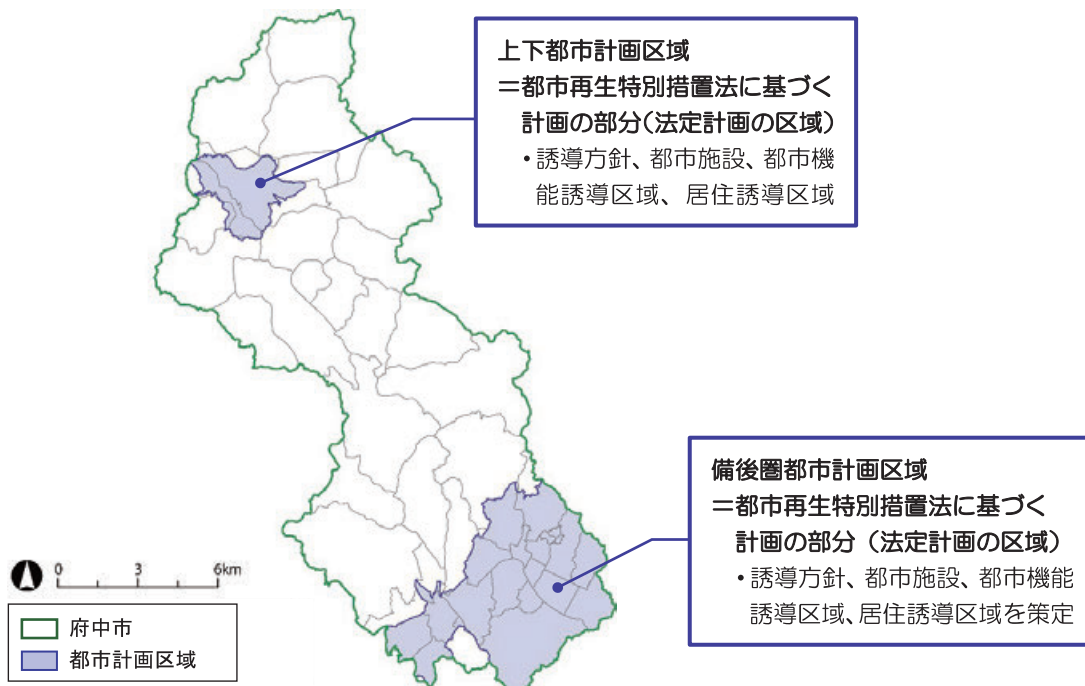 上下都市計画区域
＝都市再生特別措置法に基づく
計画の部分(法定計画の区域)
・誘導方針、都市施設、都市機
能誘導区域、居住誘導区域
備後圏都市計画区域
＝都市再生特別措置法に基づく
計画の部分（法定計画の区域）
・誘導方針、都市施設、都市機能
誘導区域、居住誘導区域を策定
0 3 6km
府中市
都市計画区域